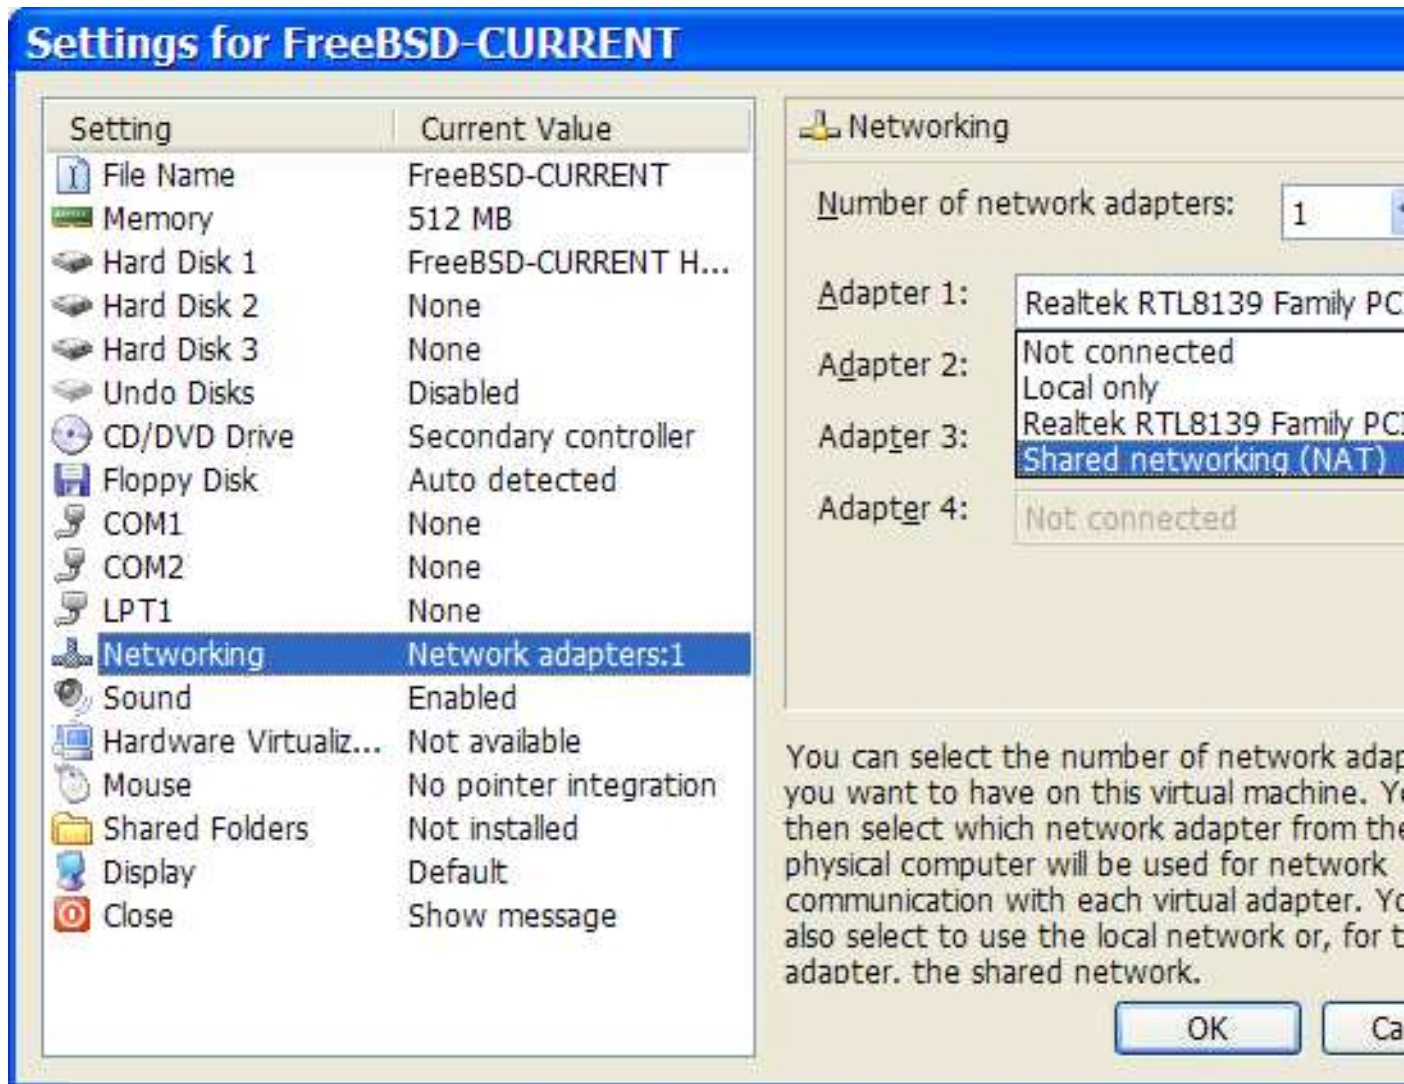 Settings for FreeBSD-CURRENT
Setting Current Value
File Name FreeBSD-CURRENT
Memory 512 MB
Hard Disk 1 FreeBSD-CURRENT H...
Hard Disk 2 None
Hard Disk 3 None
Undo Disks Disabled
CD/DVD Drive Secondary controller
Floppy Disk Auto detected
COM1 None
COM2 None
LPT1 None
Networking Network adapters:1
Sound Enabled
Hardware Virtualiz... Not available
Mouse No pointer integration
Shared Folders Not installed
Display Default
Close Show message
Networking
Number of network adapters: 1
Adapter 1: Realtek RTL8139 Family
Not connected
Local only
Adapter 2:
Realtek RTL8139 Family
Adapter 3:
Shared networking (NAT)
Adapter 4: Not connected
You can select the number of network
you want to have on this virtual machine.
then select which network adapter from
physical computer will be used for network
communication with each virtual adapter.
also select to use the local network or, for
adapter. the shared network.
OK